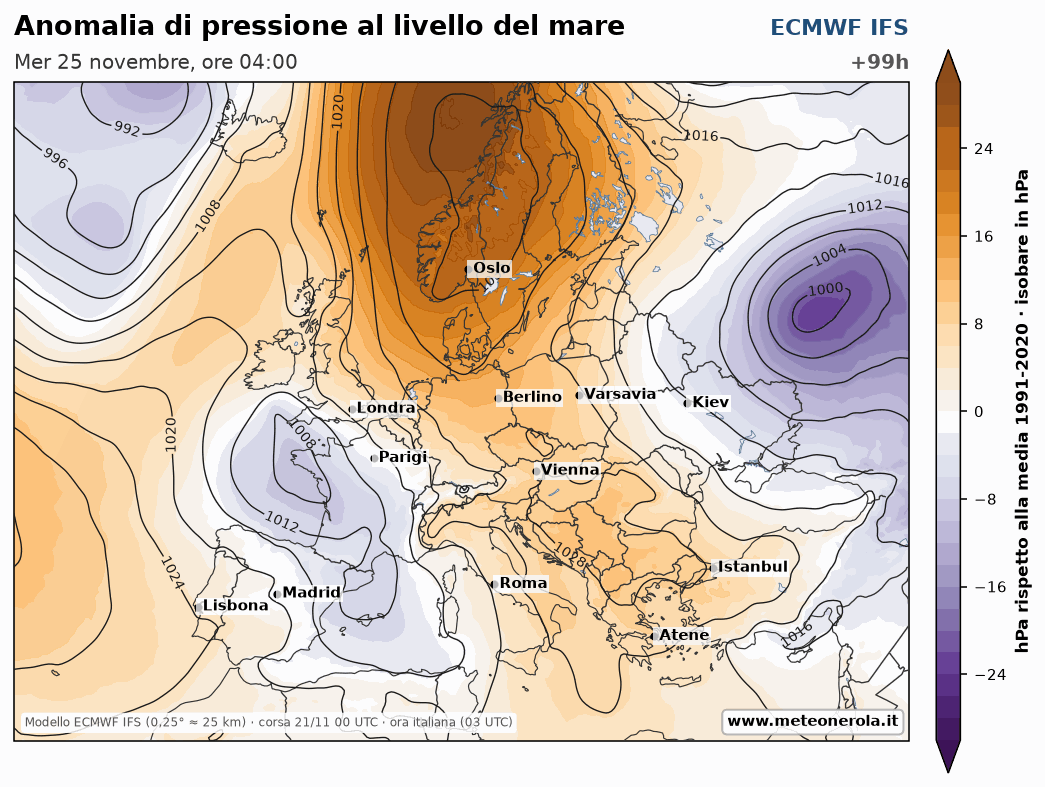 Anomalia di pressione al livello del mare
ECMWF IFS
Mer 25 novembre, ore 04:00
+99h
992
1020
1016
996
1016
1008
1012
1004
Oslo
1000
Berlino
Varsavia
Kiev
Londra
1020
1008
Parigi
Vienna
1012
1028
1024
Istanbul
Roma
Madrid
Lisbona
1016
Atene
Modello ECMWF IFS (0,25° ≈ 25 km) · corsa 21/11 00 UTC · ora italiana (03 UTC)
www.meteonerola.it
24
16
8
0
−8
−16
−24
hPa rispetto alla media 1991-2020 · isobare in hPa